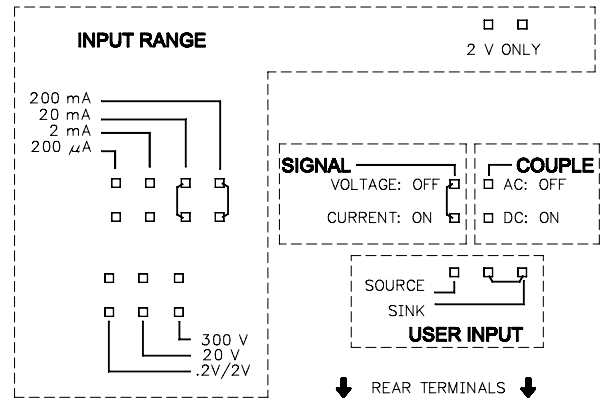 INPUT RANGE
2 V ONLY
200 mA
20 mA
2 mA
200 μA
SIGNAL
COUPLE
VOLTAGE: OFF
AC: OFF
CURRENT: ON
DC: ON
SOURCE
SINK
USER INPUT
300 V
20 V
.2V/2V
REAR TERMINALS